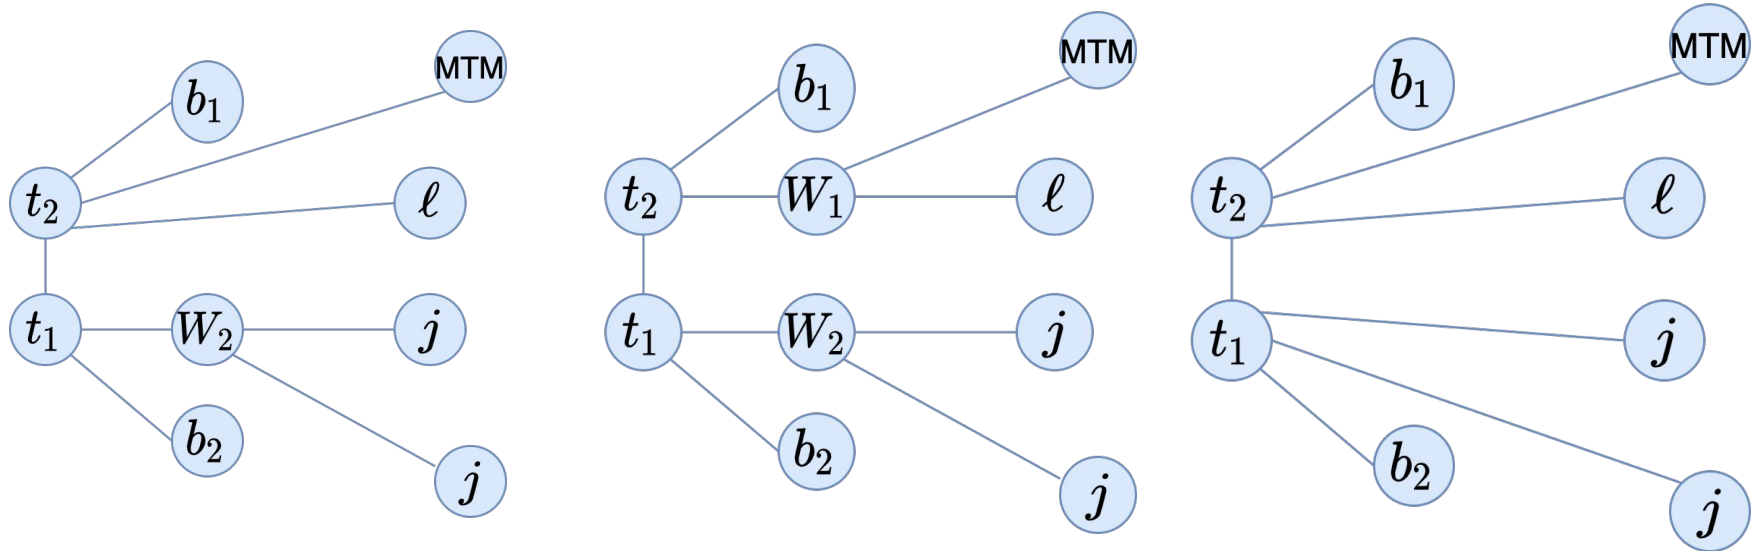 b₁
MTM
t₂
ℓ
t₁
W₂
j
b₂
j
b₁
MTM
t₂
W₁
ℓ
t₁
W₂
j
b₂
j
b₁
MTM
t₂
ℓ
t₁
j
b₂
j